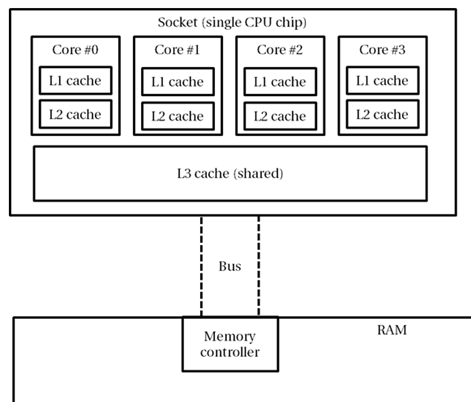 Socket (single CPU chip)
Core #0
Core #1
Core #2
Core #3
L1 cache
L1 cache
L1 cache
L1 cache
L2 cache
L2 cache
L2 cache
L2 cache
L3 cache (shared)
Bus
RAM
Memory
controller